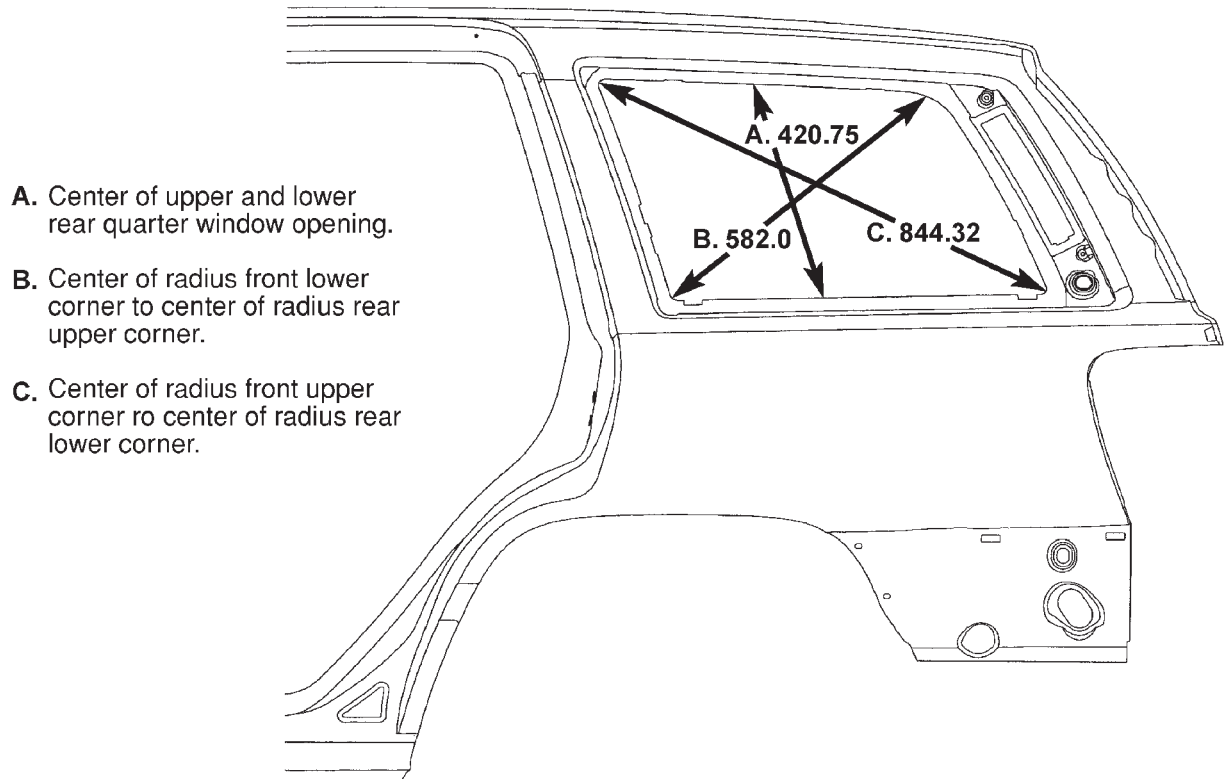 A. 420.75
B. 582.0
C. 844.32
A. Center of upper and lower
rear quarter window opening.
B. Center of radius front lower
corner to center of radius rear
upper corner.
C. Center of radius front upper
corner ro center of radius rear
lower corner.